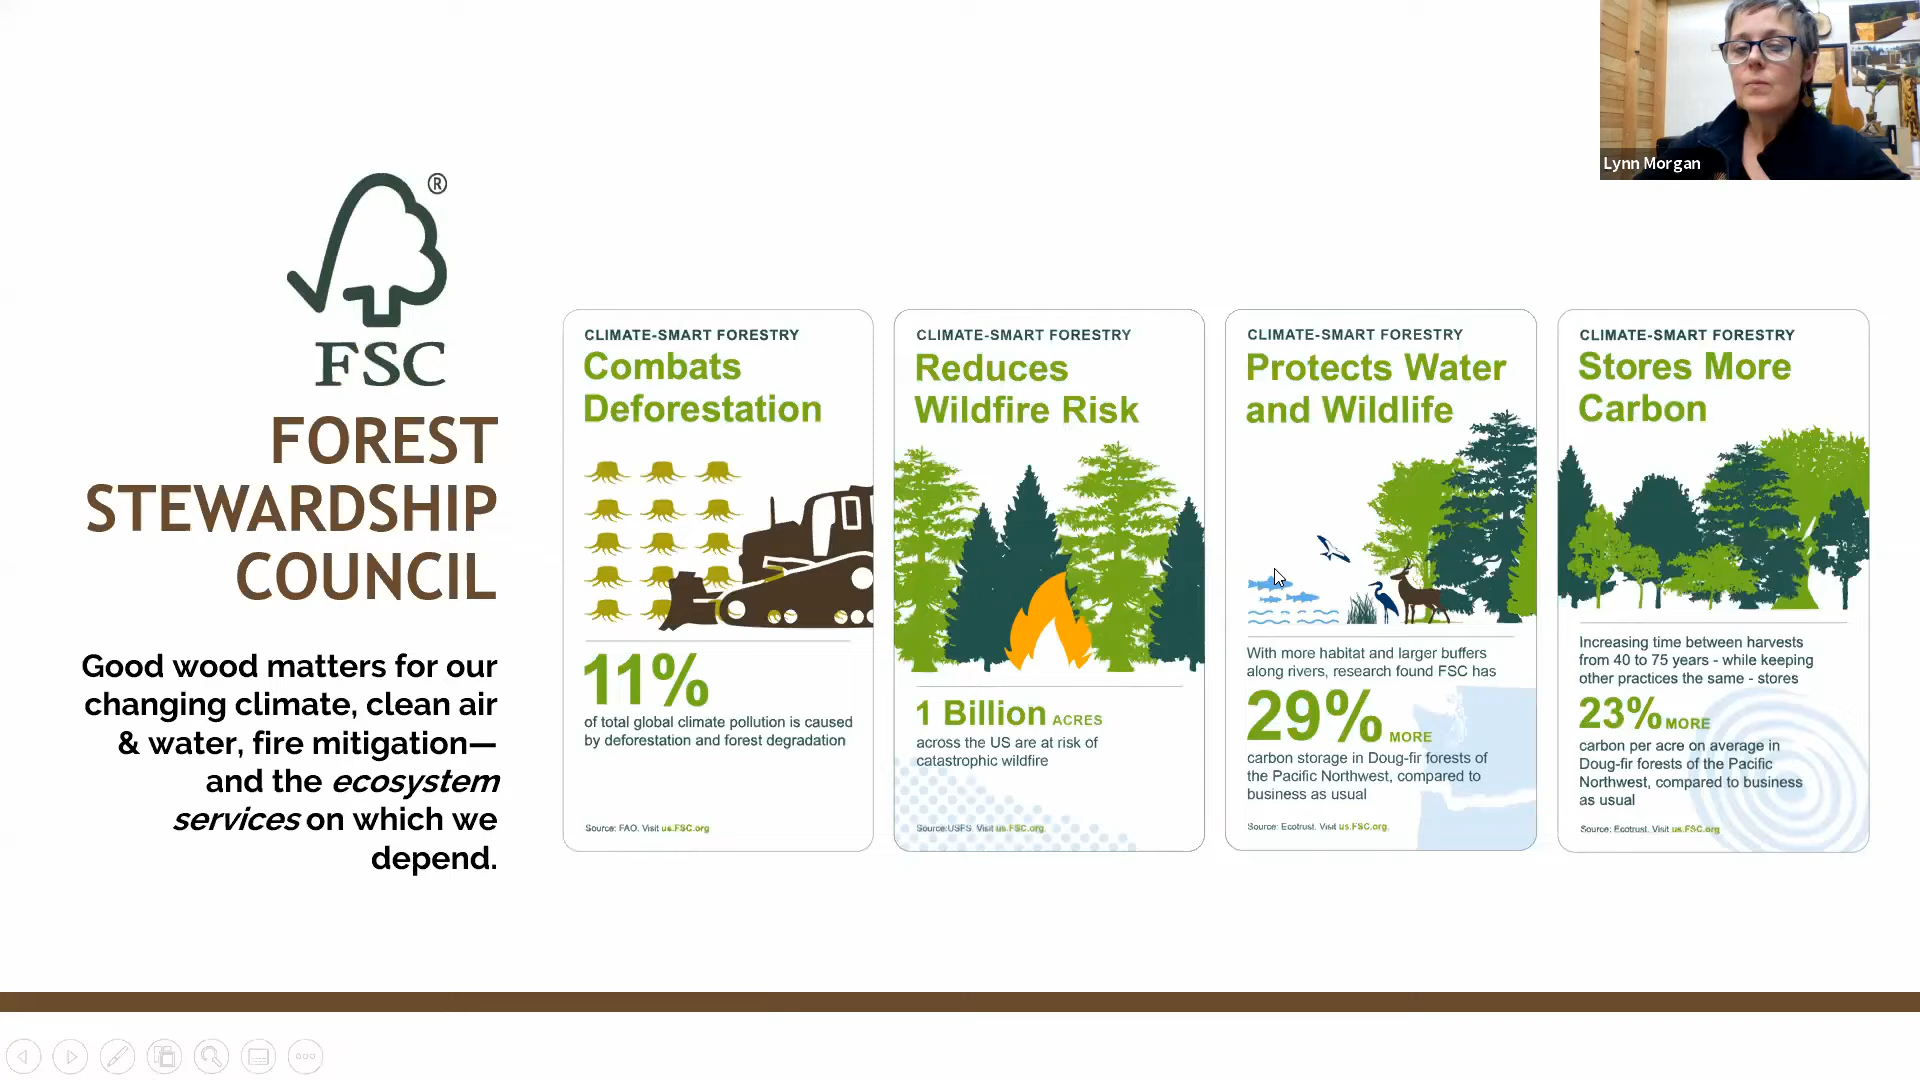 Lynn Morgan
®
FSC
FOREST
STEWARDSHIP
COUNCIL
Good wood matters for our
changing climate, clean air
& water, fire mitigation—
and the ecosystem
services on which we
depend.
CLIMATE-SMART FORESTRY
Combats
Deforestation
11%
of total global climate pollution is caused
by deforestation and forest degradation
Source: FAO. Visit us.FSC.org
CLIMATE-SMART FORESTRY
Reduces
Wildfire Risk
1 Billion ACRES
across the US are at risk of
catastrophic wildfire
Source:USFS. Visit us.FSC.org.
CLIMATE-SMART FORESTRY
Protects Water
and Wildlife
With more habitat and larger buffers
along rivers, research found FSC has
29% MORE
carbon storage in Doug-fir forests of
the Pacific Northwest, compared to
business as usual
Source: Ecotrust. Visit us.FSC.org.
CLIMATE-SMART FORESTRY
Stores More
Carbon
Increasing time between harvests
from 40 to 75 years - while keeping
other practices the same - stores
23% MORE
carbon per acre on average in
Doug-fir forests of the Pacific
Northwest, compared to business
as usual
Source: Ecotrust. Visit us.FSC.org